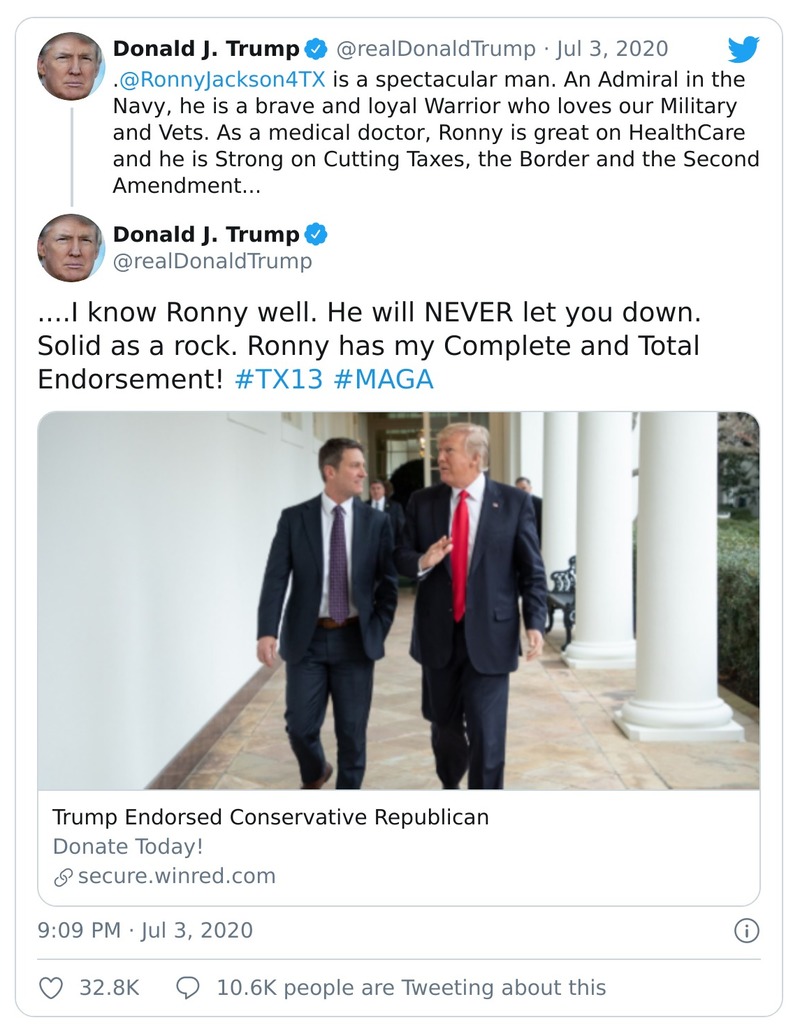 Donald J. Trump @realDonaldTrump · Jul 3, 2020
.@RonnyJackson4TX is a spectacular man. An Admiral in the
Navy, he is a brave and loyal Warrior who loves our Military
and Vets. As a medical doctor, Ronny is great on HealthCare
and he is Strong on Cutting Taxes, the Border and the Second
Amendment...
Donald J. Trump
@realDonaldTrump
....I know Ronny well. He will NEVER let you down.
Solid as a rock. Ronny has my Complete and Total
Endorsement! #TX13 #MAGA
Trump Endorsed Conservative Republican
Donate Today!
secure.winred.com
9:09 PM · Jul 3, 2020
32.8K 10.6K people are Tweeting about this